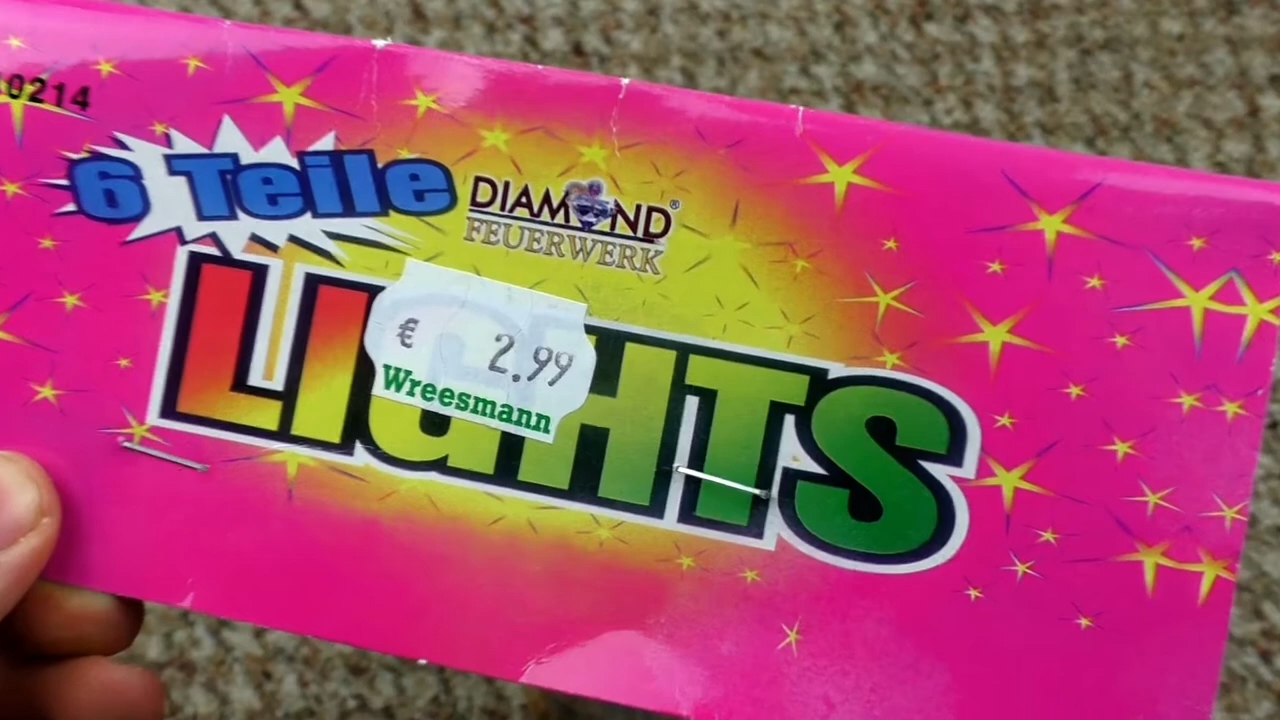 0214
6 Teile
DIAMOND®
FEUERWERK
LIGHTS
€ 2.99
Wreesmann